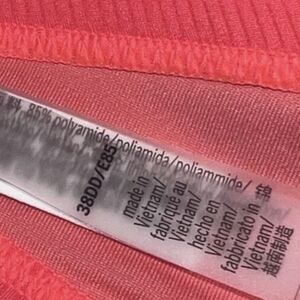 85% polyamide/poliamida/poliammide/
38DD/E85
made in
Vietnam/
fabriqué au
Vietnam/
hecho en
Vietnam/
fabbricato in
Vietnam/
越南制造